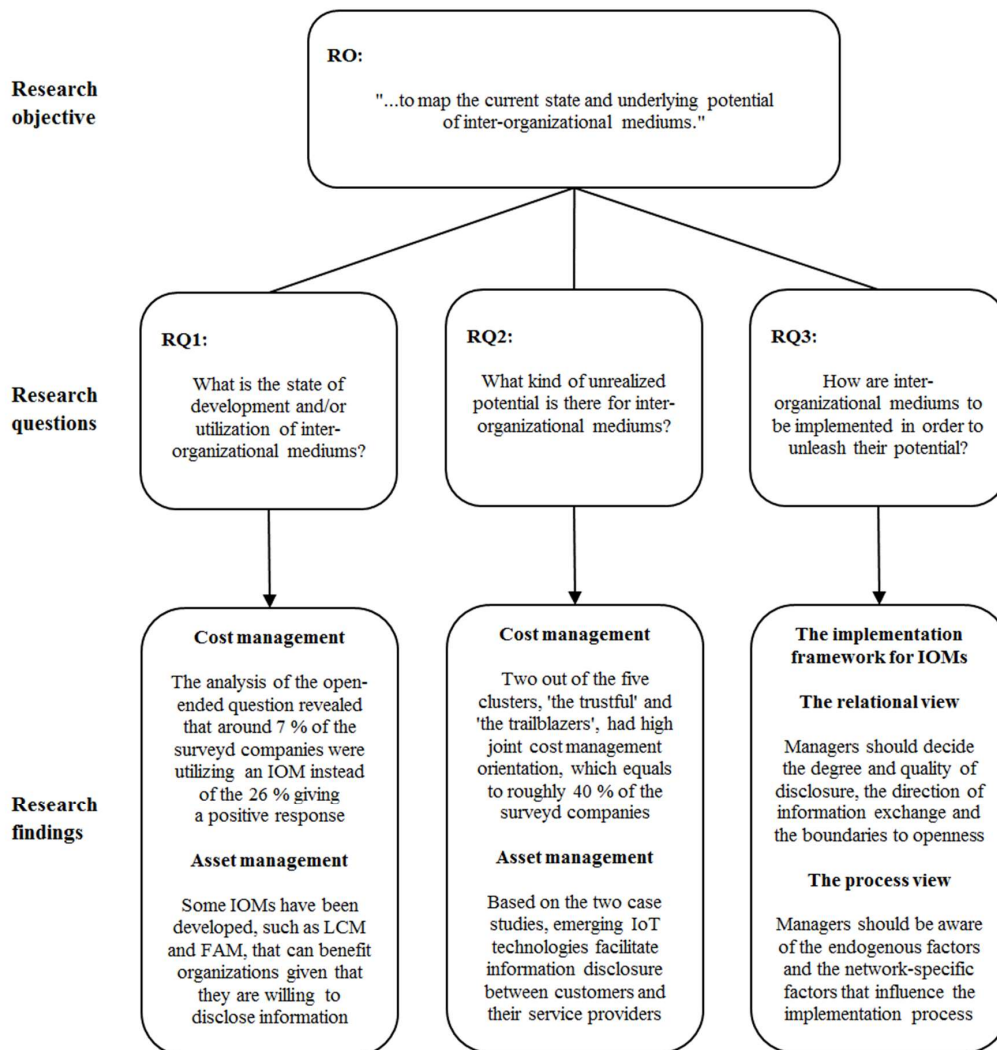 Research
objective
RO:
"...to map the current state and underlying potential
of inter-organizational mediums."
Research
questions
RQ1:
What is the state of
development and/or
utilization of inter-
organizational mediums?
RQ2:
What kind of unrealized
potential is there for inter-
organizational mediums?
RQ3:
How are inter-
organizational mediums to
be implemented in order to
unleash their potential?
Research
findings
Cost management
The analysis of the open-
ended question revealed
that around 7 % of the
surveyd companies were
utilizing an IOM instead
of the 26 % giving
a positive response
Asset management
Some IOMs have been
developed, such as LCM
and FAM, that can benefit
organizations given that
they are willing to
disclose information
Cost management
Two out of the five
clusters, 'the trustful' and
'the trailblazers', had high
joint cost management
orientation, which equals
to roughly 40 % of the
surveyd companies
Asset management
Based on the two case
studies, emerging IoT
technologies facilitate
information disclosure
between customers and
their service providers
The implementation
framework for IOMs
The relational view
Managers should decide
the degree and quality of
disclosure, the direction of
information exchange and
the boundaries to openness
The process view
Managers should be aware
of the endogenous factors
and the network-specific
factors that influence the
implementation process